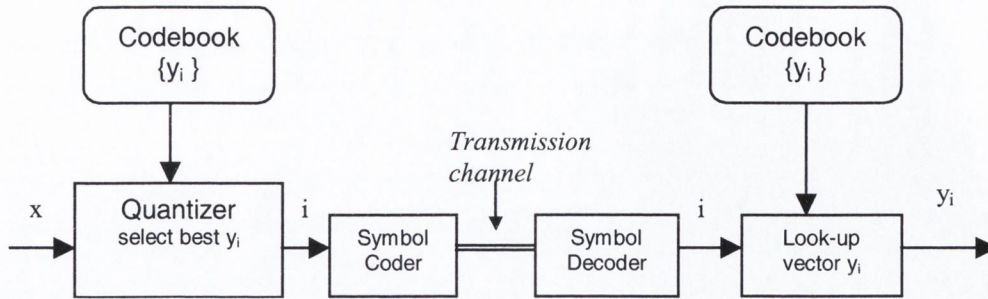 Codebook
{yᵢ }
Codebook
{yᵢ }
Transmission
channel
x
Quantizer
select best yᵢ
i
Symbol
Coder
Symbol
Decoder
i
Look-up
vector yᵢ
yᵢ